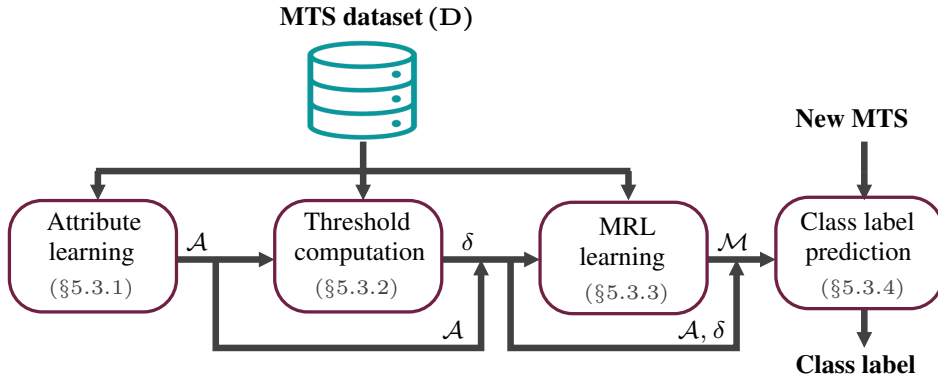 MTS dataset (D)
New MTS
Attribute
learning
(§5.3.1)
𝒜
Threshold
computation
(§5.3.2)
δ
MRL
learning
(§5.3.3)
ℳ
Class label
prediction
(§5.3.4)
𝒜
𝒜, δ
Class label